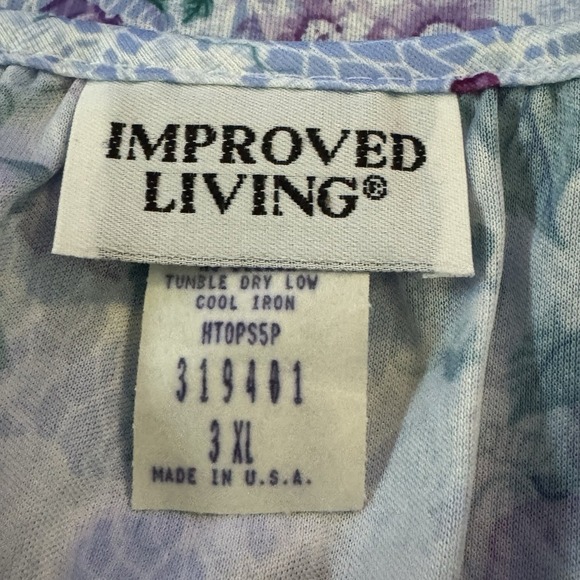 IMPROVED
LIVING®
TUMBLE DRY LOW
COOL IRON
HTOPS5P
319401
3 XL
MADE IN U.S.A.